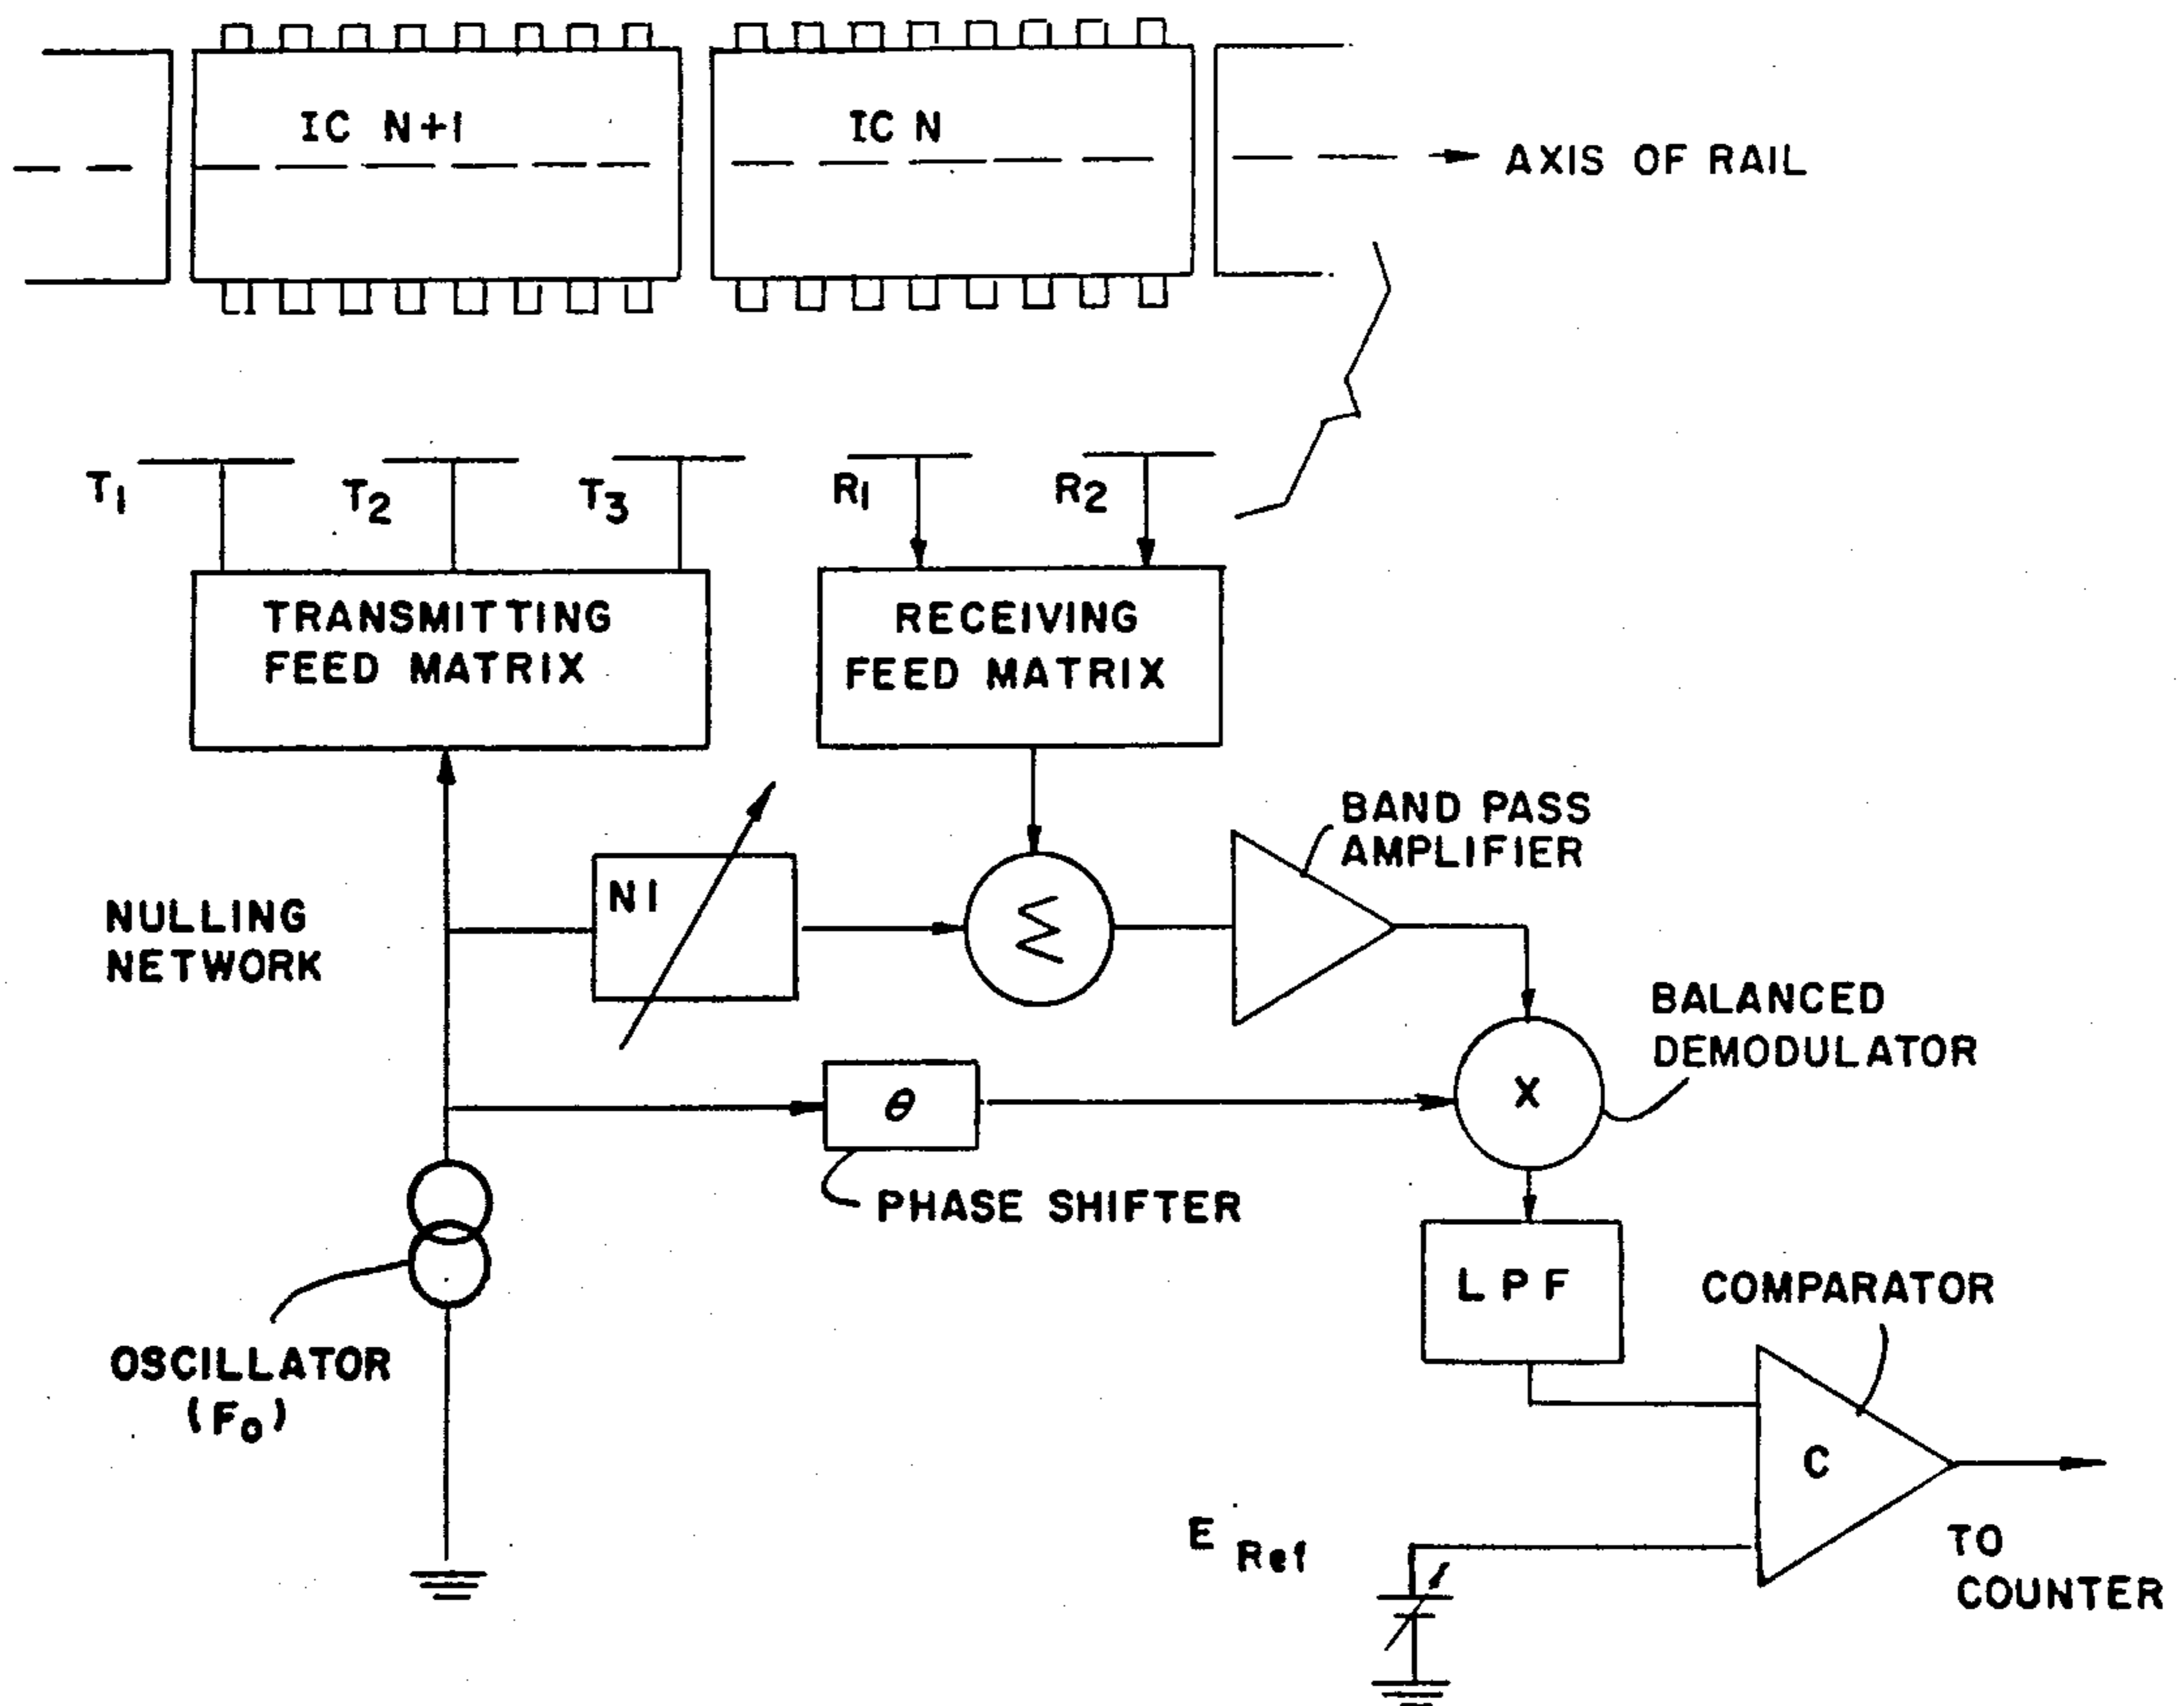 IC N+1
IC N
AXIS OF RAIL
T1
T2
T3
R1
R2
TRANSMITTING
FEED MATRIX
RECEIVING
FEED MATRIX
BAND PASS
AMPLIFIER
N1
NULLING
NETWORK
Σ
BALANCED
DEMODULATOR
X
θ
PHASE SHIFTER
LPF
COMPARATOR
OSCILLATOR
(F0)
C
E Ref
TO
COUNTER